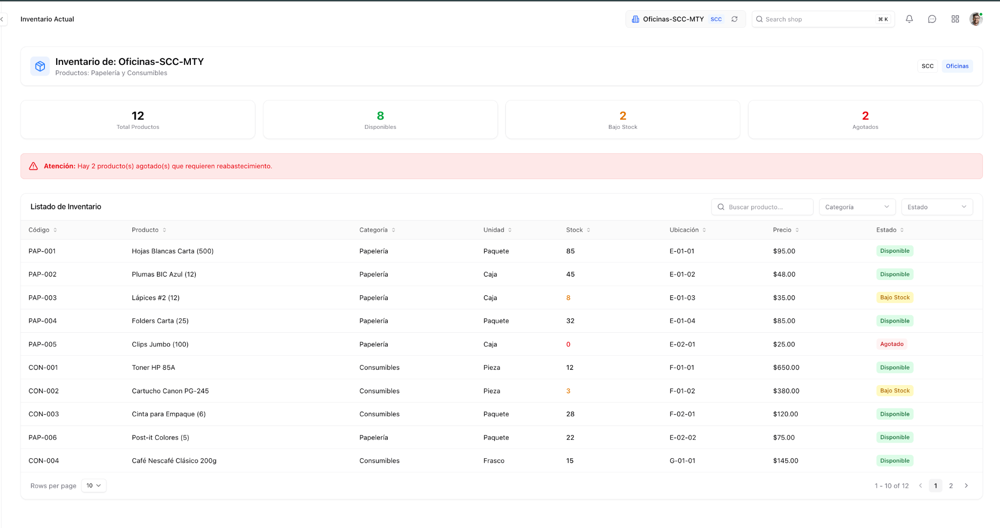 Inventario Actual
Oficinas-SCC-MTY SCC
Search shop ⌘ K
Inventario de: Oficinas-SCC-MTY
Productos: Papelería y Consumibles
SCC Oficinas
12
Total Productos
8
Disponibles
2
Bajo Stock
2
Agotados
Atención: Hay 2 producto(s) agotado(s) que requieren reabastecimiento.
Listado de Inventario
Buscar producto... Categoría Estado
Código Producto Categoría Unidad Stock Ubicación Precio Estado
PAP-001 Hojas Blancas Carta (500) Papelería Paquete 85 E-01-01 $95.00 Disponible
PAP-002 Plumas BIC Azul (12) Papelería Caja 45 E-01-02 $48.00 Disponible
PAP-003 Lápices #2 (12) Papelería Caja 8 E-01-03 $35.00 Bajo Stock
PAP-004 Folders Carta (25) Papelería Paquete 32 E-01-04 $85.00 Disponible
PAP-005 Clips Jumbo (100) Papelería Caja 0 E-02-01 $25.00 Agotado
CON-001 Toner HP 85A Consumibles Pieza 12 F-01-01 $650.00 Disponible
CON-002 Cartucho Canon PG-245 Consumibles Pieza 3 F-01-02 $380.00 Bajo Stock
CON-003 Cinta para Empaque (6) Consumibles Paquete 28 F-02-01 $120.00 Disponible
PAP-006 Post-it Colores (5) Papelería Paquete 22 E-02-02 $75.00 Disponible
CON-004 Café Nescafé Clásico 200g Consumibles Frasco 15 G-01-01 $145.00 Disponible
Rows per page 10
1 - 10 of 12 1 2